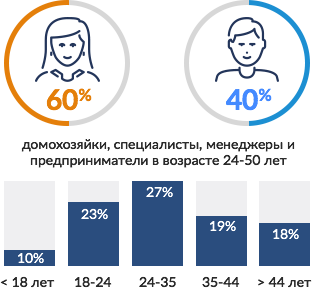 60% 40%
домохозяйки, специалисты, менеджеры и
предприниматели в возрасте 24-50 лет
10% 23% 27% 19% 18%
< 18 лет 18-24 24-35 35-44 > 44 лет